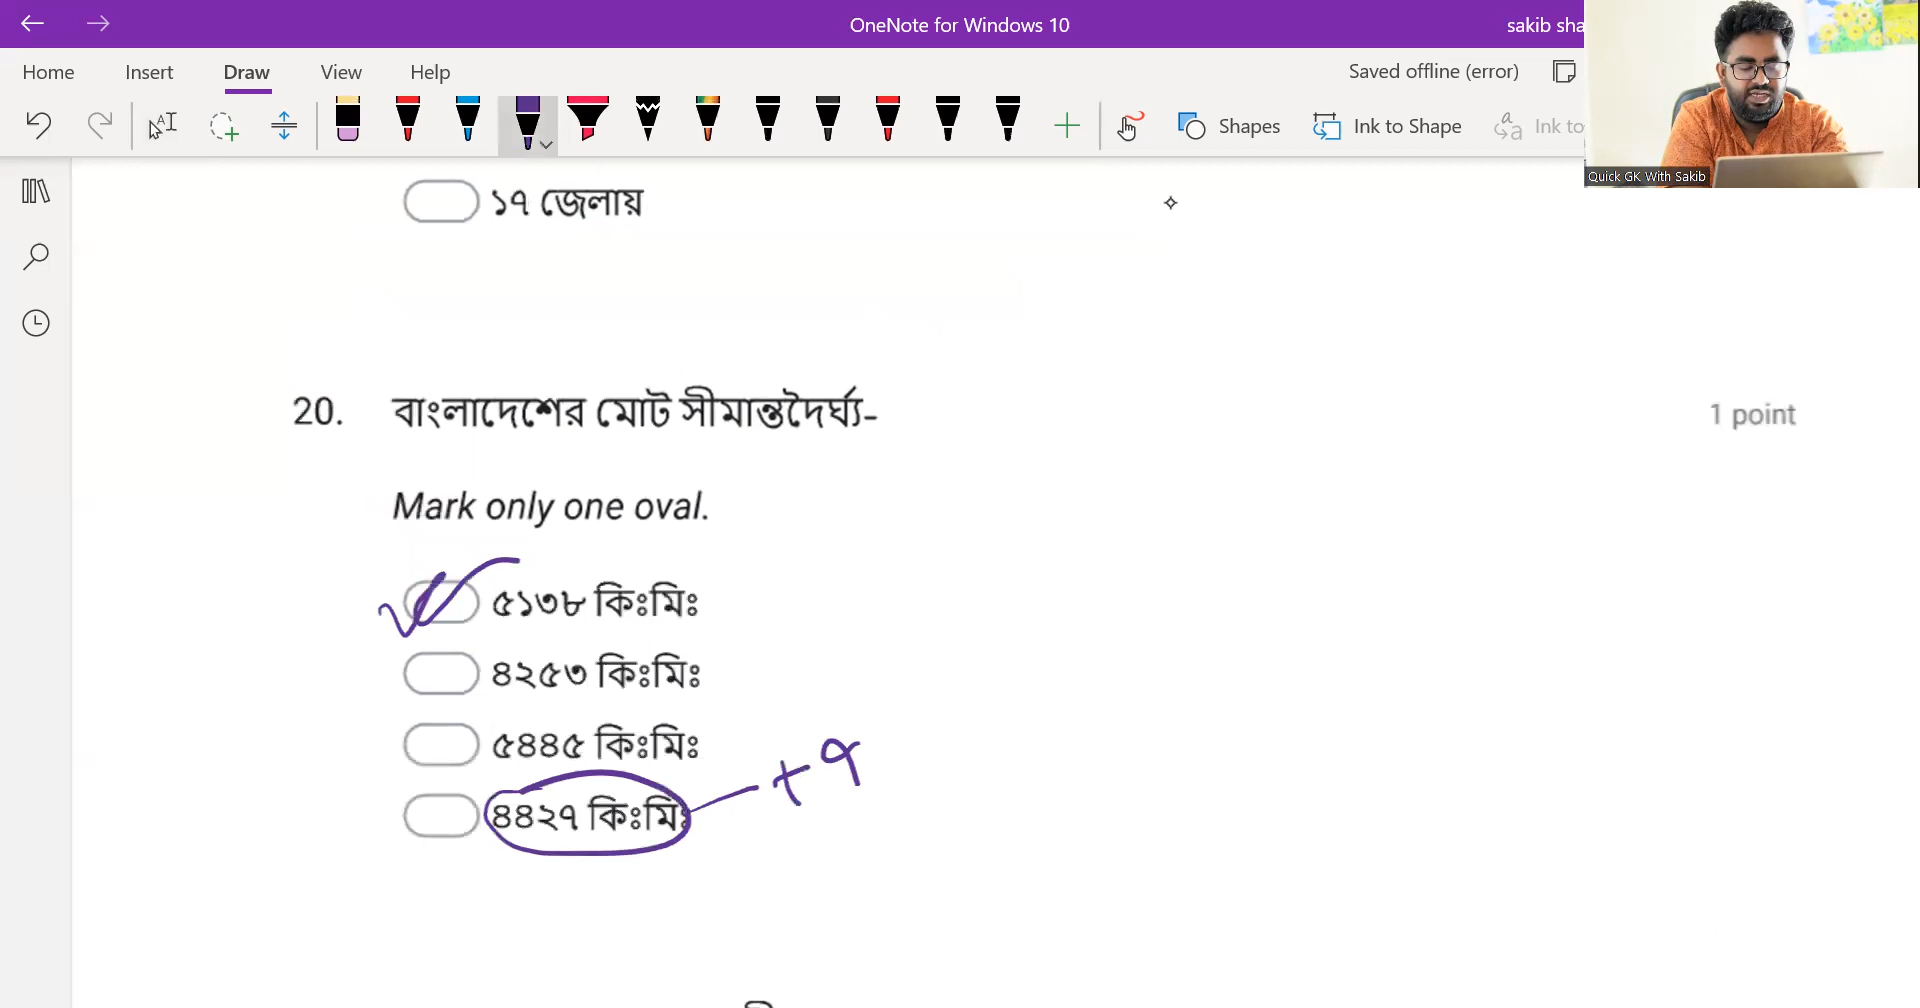 OneNote for Windows 10
sakib sha
Home Insert Draw View Help
Saved offline (error)
Shapes Ink to Shape Ink to
Quick GK With Sakib
১৭ জেলায়
20. বাংলাদেশের মোট সীমান্তদৈর্ঘ্য-
1 point
Mark only one oval.
৫১৩৮ কিঃমিঃ
৪২৫৩ কিঃমিঃ
৫৪৪৫ কিঃমিঃ
৪৪২৭ কিঃমিঃ
+ ৭